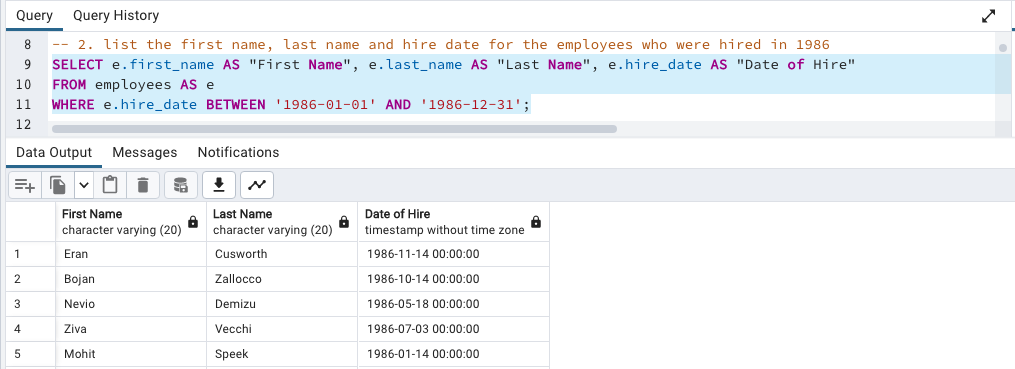 Query Query History
8 -- 2. list the first name, last name and hire date for the employees who were hired in 1986
9 SELECT e.first_name AS "First Name", e.last_name AS "Last Name", e.hire_date AS "Date of Hire"
10 FROM employees AS e
11 WHERE e.hire_date BETWEEN '1986-01-01' AND '1986-12-31';
12
Data Output Messages Notifications
First Name Last Name Date of Hire
character varying (20) character varying (20) timestamp without time zone
1 Eran Cusworth 1986-11-14 00:00:00
2 Bojan Zallocco 1986-10-14 00:00:00
3 Nevio Demizu 1986-05-18 00:00:00
4 Ziva Vecchi 1986-07-03 00:00:00
5 Mohit Speek 1986-01-14 00:00:00